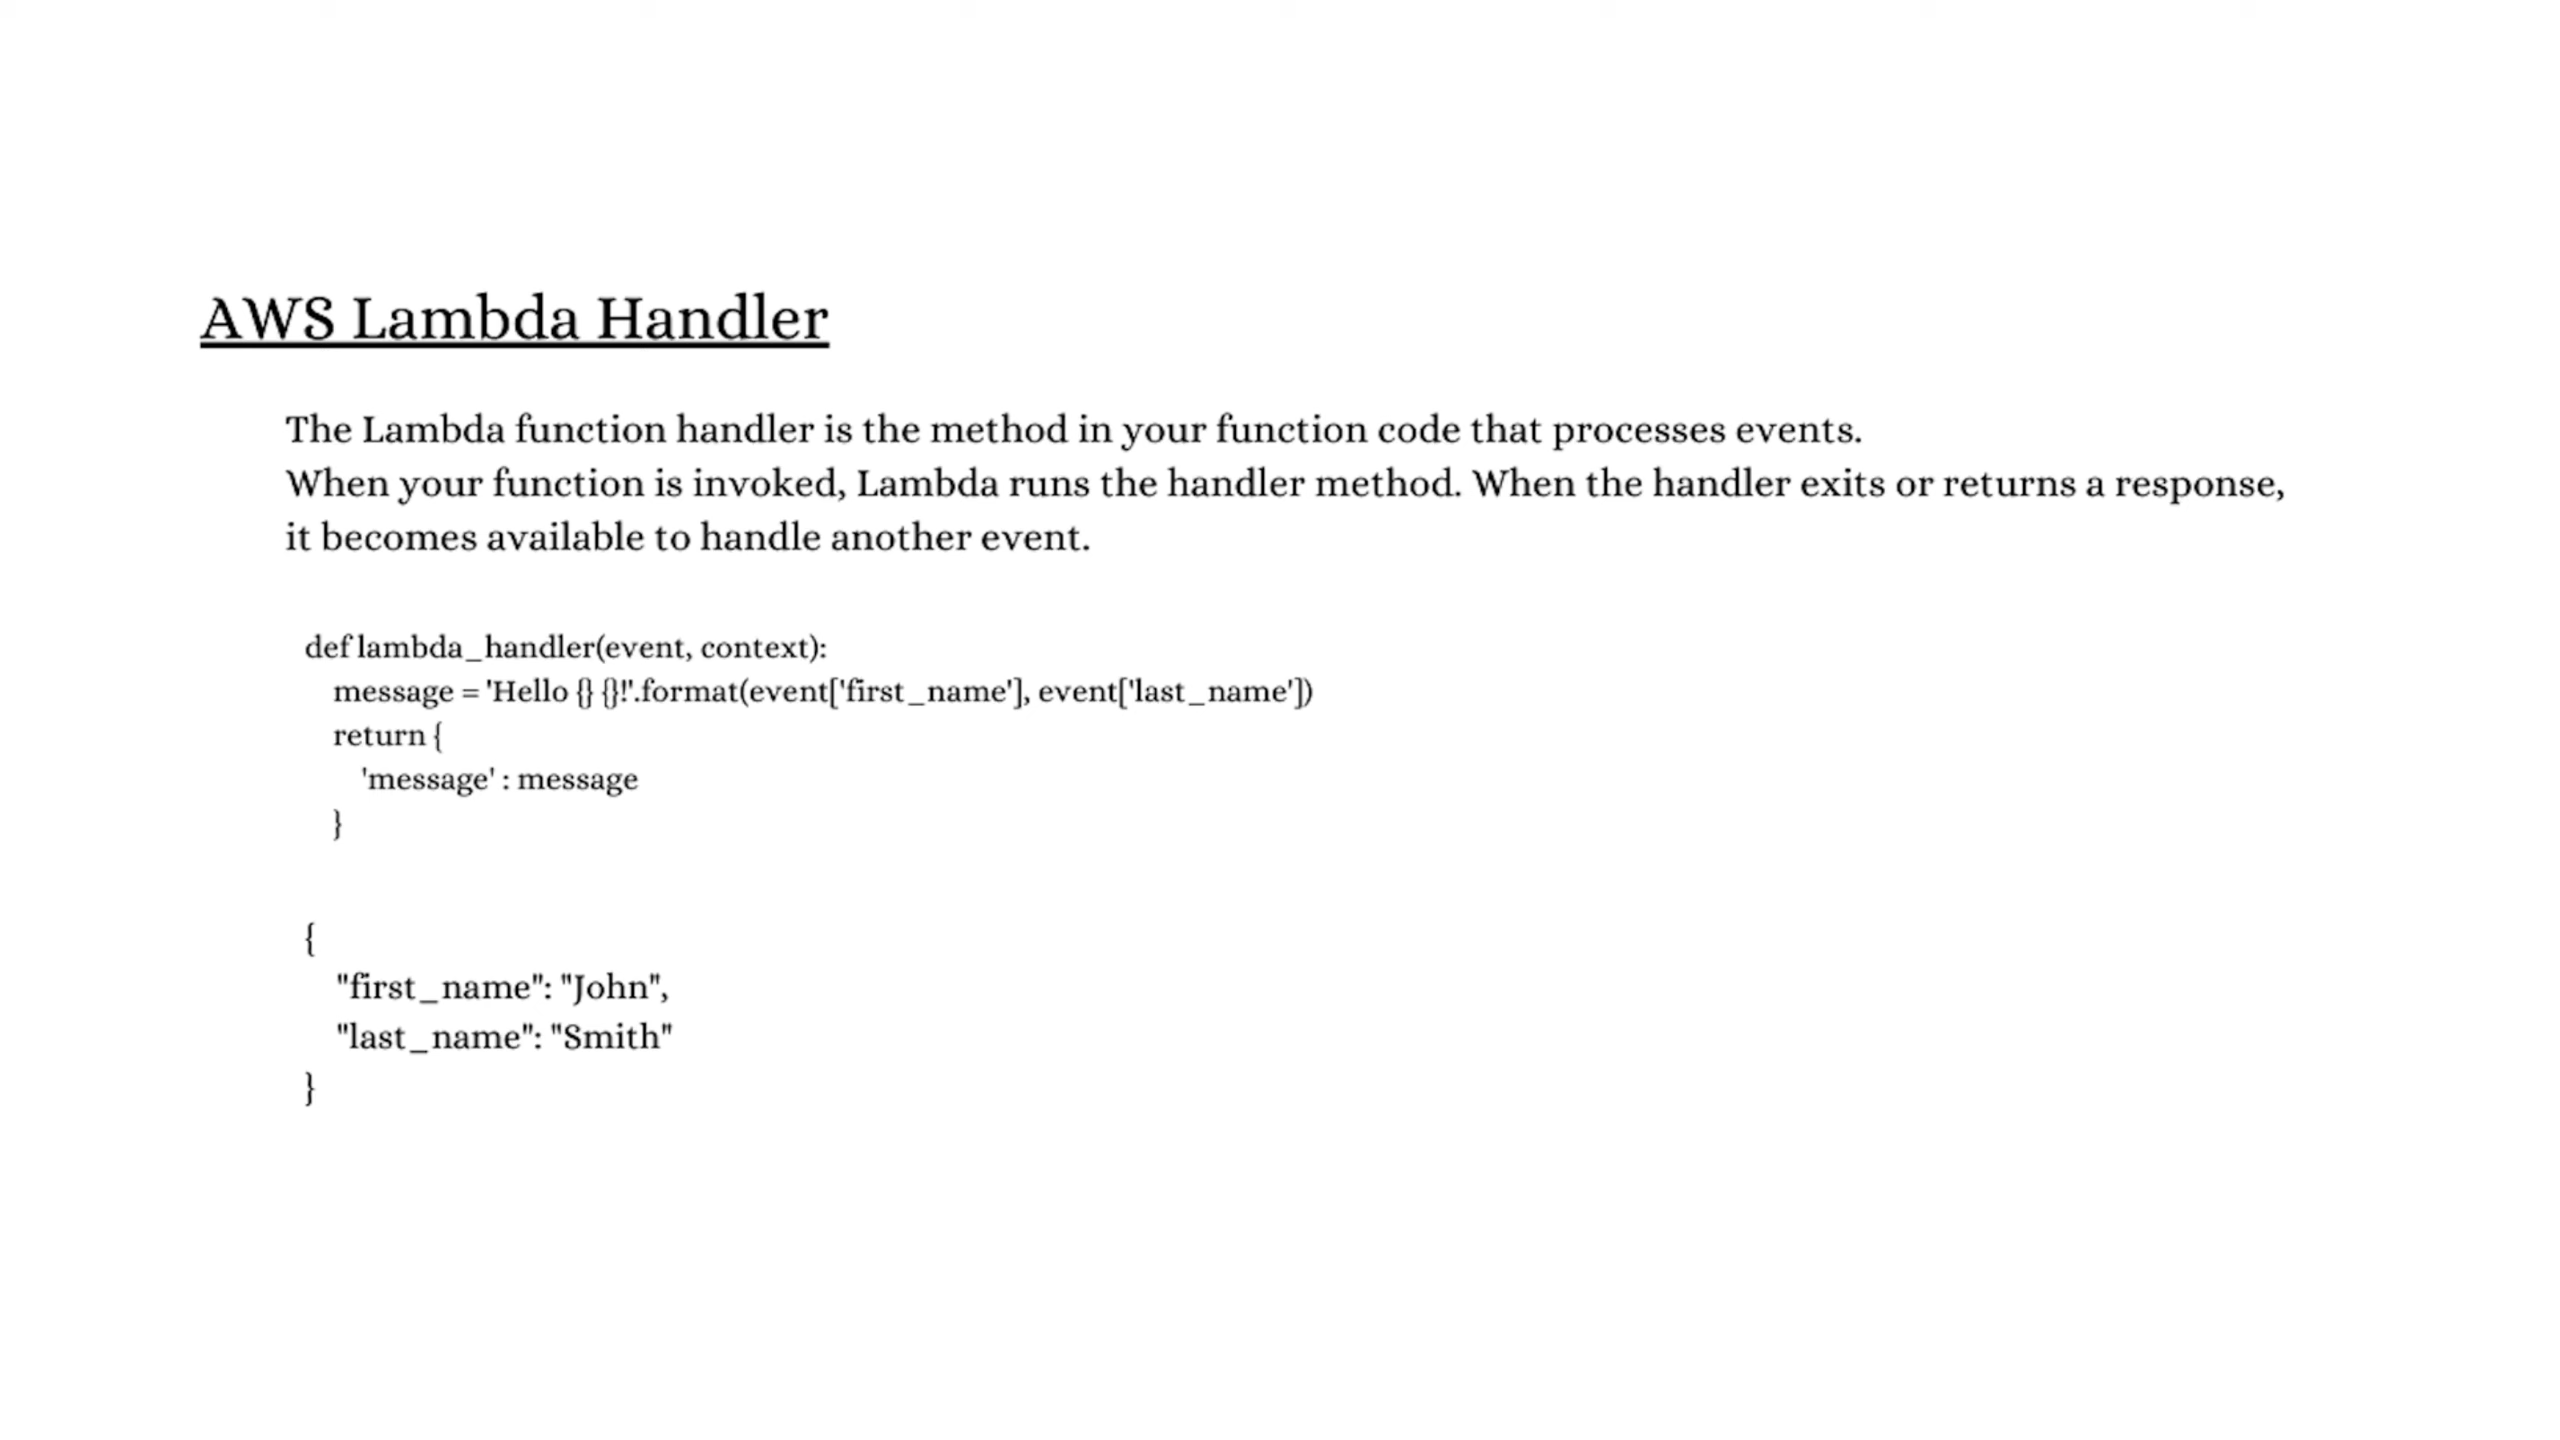 AWS Lambda Handler
The Lambda function handler is the method in your function code that processes events.
When your function is invoked, Lambda runs the handler method. When the handler exits or returns a response,
it becomes available to handle another event.
def lambda_handler(event, context):
    message = 'Hello {} {}!'.format(event['first_name'], event['last_name'])
    return {
        'message' : message
    }
{
    "first_name": "John",
    "last_name": "Smith"
}